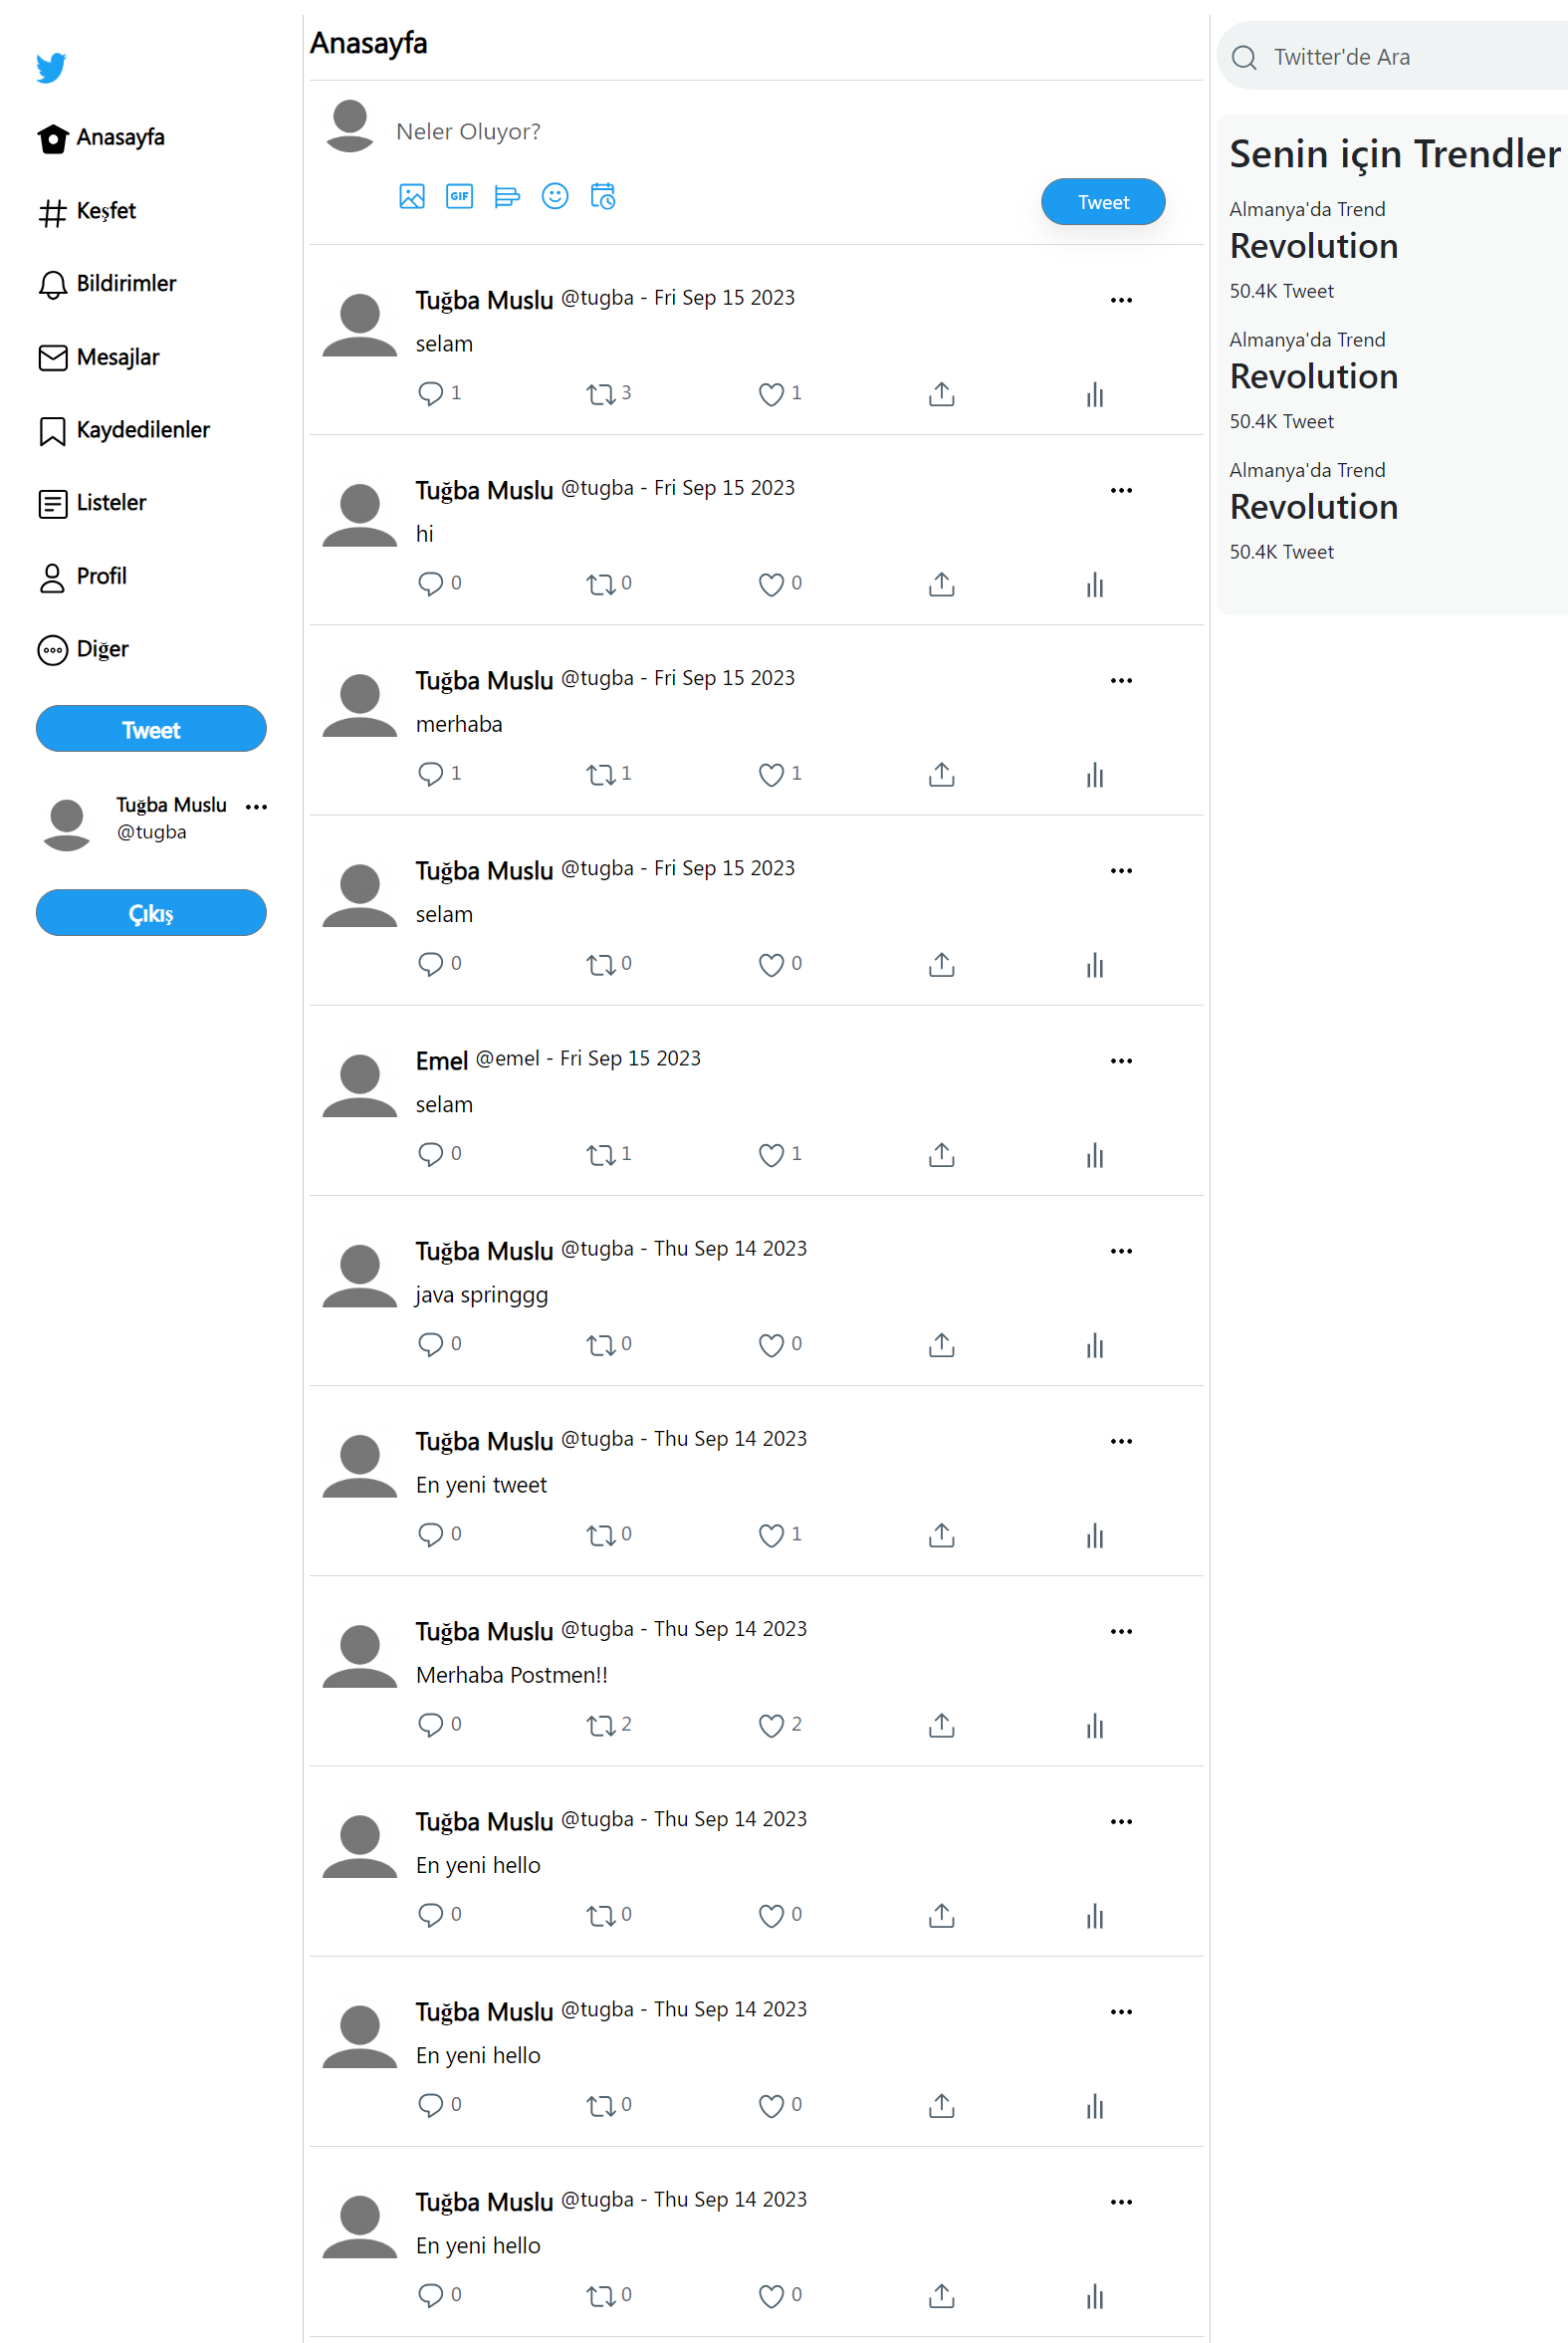 Anasayfa
Keşfet
Bildirimler
Mesajlar
Kaydedilenler
Listeler
Profil
Diğer
Tweet
Tuğba Muslu
@tugba
Çıkış
Anasayfa
Neler Oluyor?
GIF
Tweet
Tuğba Muslu @tugba - Fri Sep 15 2023
selam
1 3 1
Tuğba Muslu @tugba - Fri Sep 15 2023
hi
0 0 0
Tuğba Muslu @tugba - Fri Sep 15 2023
merhaba
1 1 1
Tuğba Muslu @tugba - Fri Sep 15 2023
selam
0 0 0
Emel @emel - Fri Sep 15 2023
selam
0 1 1
Tuğba Muslu @tugba - Thu Sep 14 2023
java springgg
0 0 0
Tuğba Muslu @tugba - Thu Sep 14 2023
En yeni tweet
0 0 1
Tuğba Muslu @tugba - Thu Sep 14 2023
Merhaba Postmen!!
0 2 2
Tuğba Muslu @tugba - Thu Sep 14 2023
En yeni hello
0 0 0
Tuğba Muslu @tugba - Thu Sep 14 2023
En yeni hello
0 0 0
Tuğba Muslu @tugba - Thu Sep 14 2023
En yeni hello
0 0 0
Twitter'de Ara
Senin için Trendler
Almanya'da Trend
Revolution
50.4K Tweet
Almanya'da Trend
Revolution
50.4K Tweet
Almanya'da Trend
Revolution
50.4K Tweet